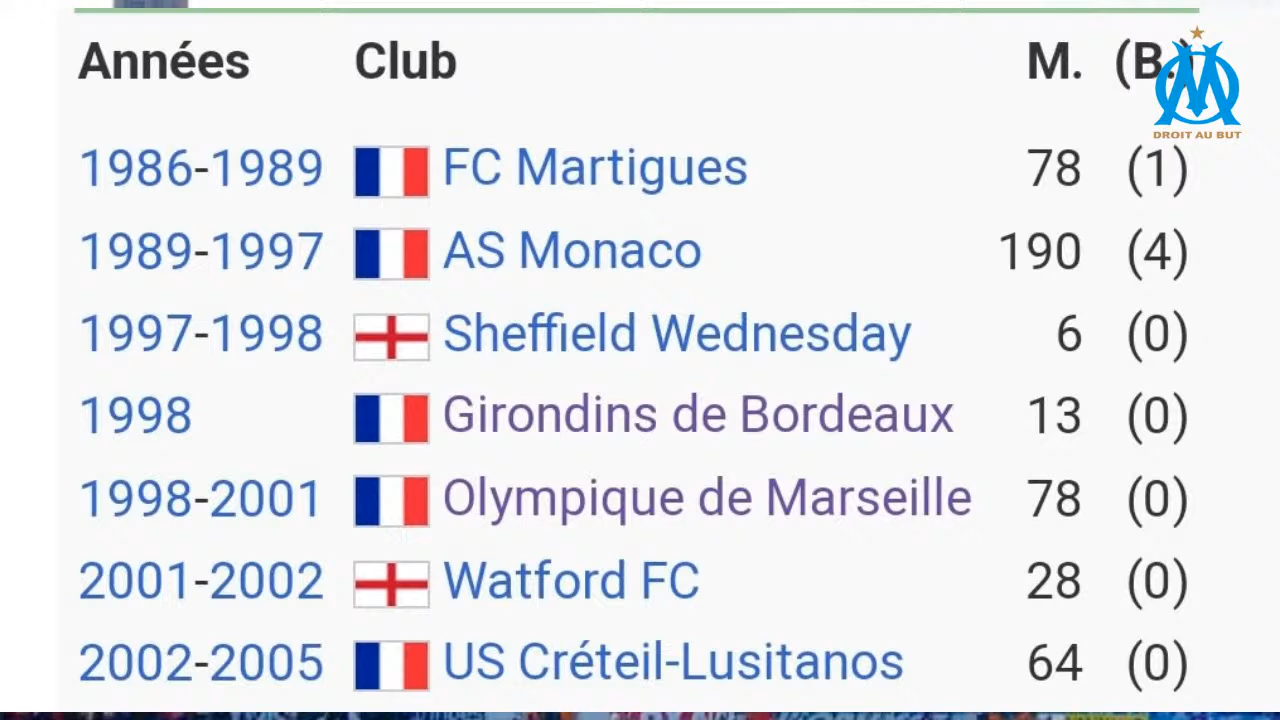 Années Club M. (B.)
DROIT AU BUT
1986-1989 FC Martigues 78 (1)
1989-1997 AS Monaco 190 (4)
1997-1998 Sheffield Wednesday 6 (0)
1998 Girondins de Bordeaux 13 (0)
1998-2001 Olympique de Marseille 78 (0)
2001-2002 Watford FC 28 (0)
2002-2005 US Créteil-Lusitanos 64 (0)